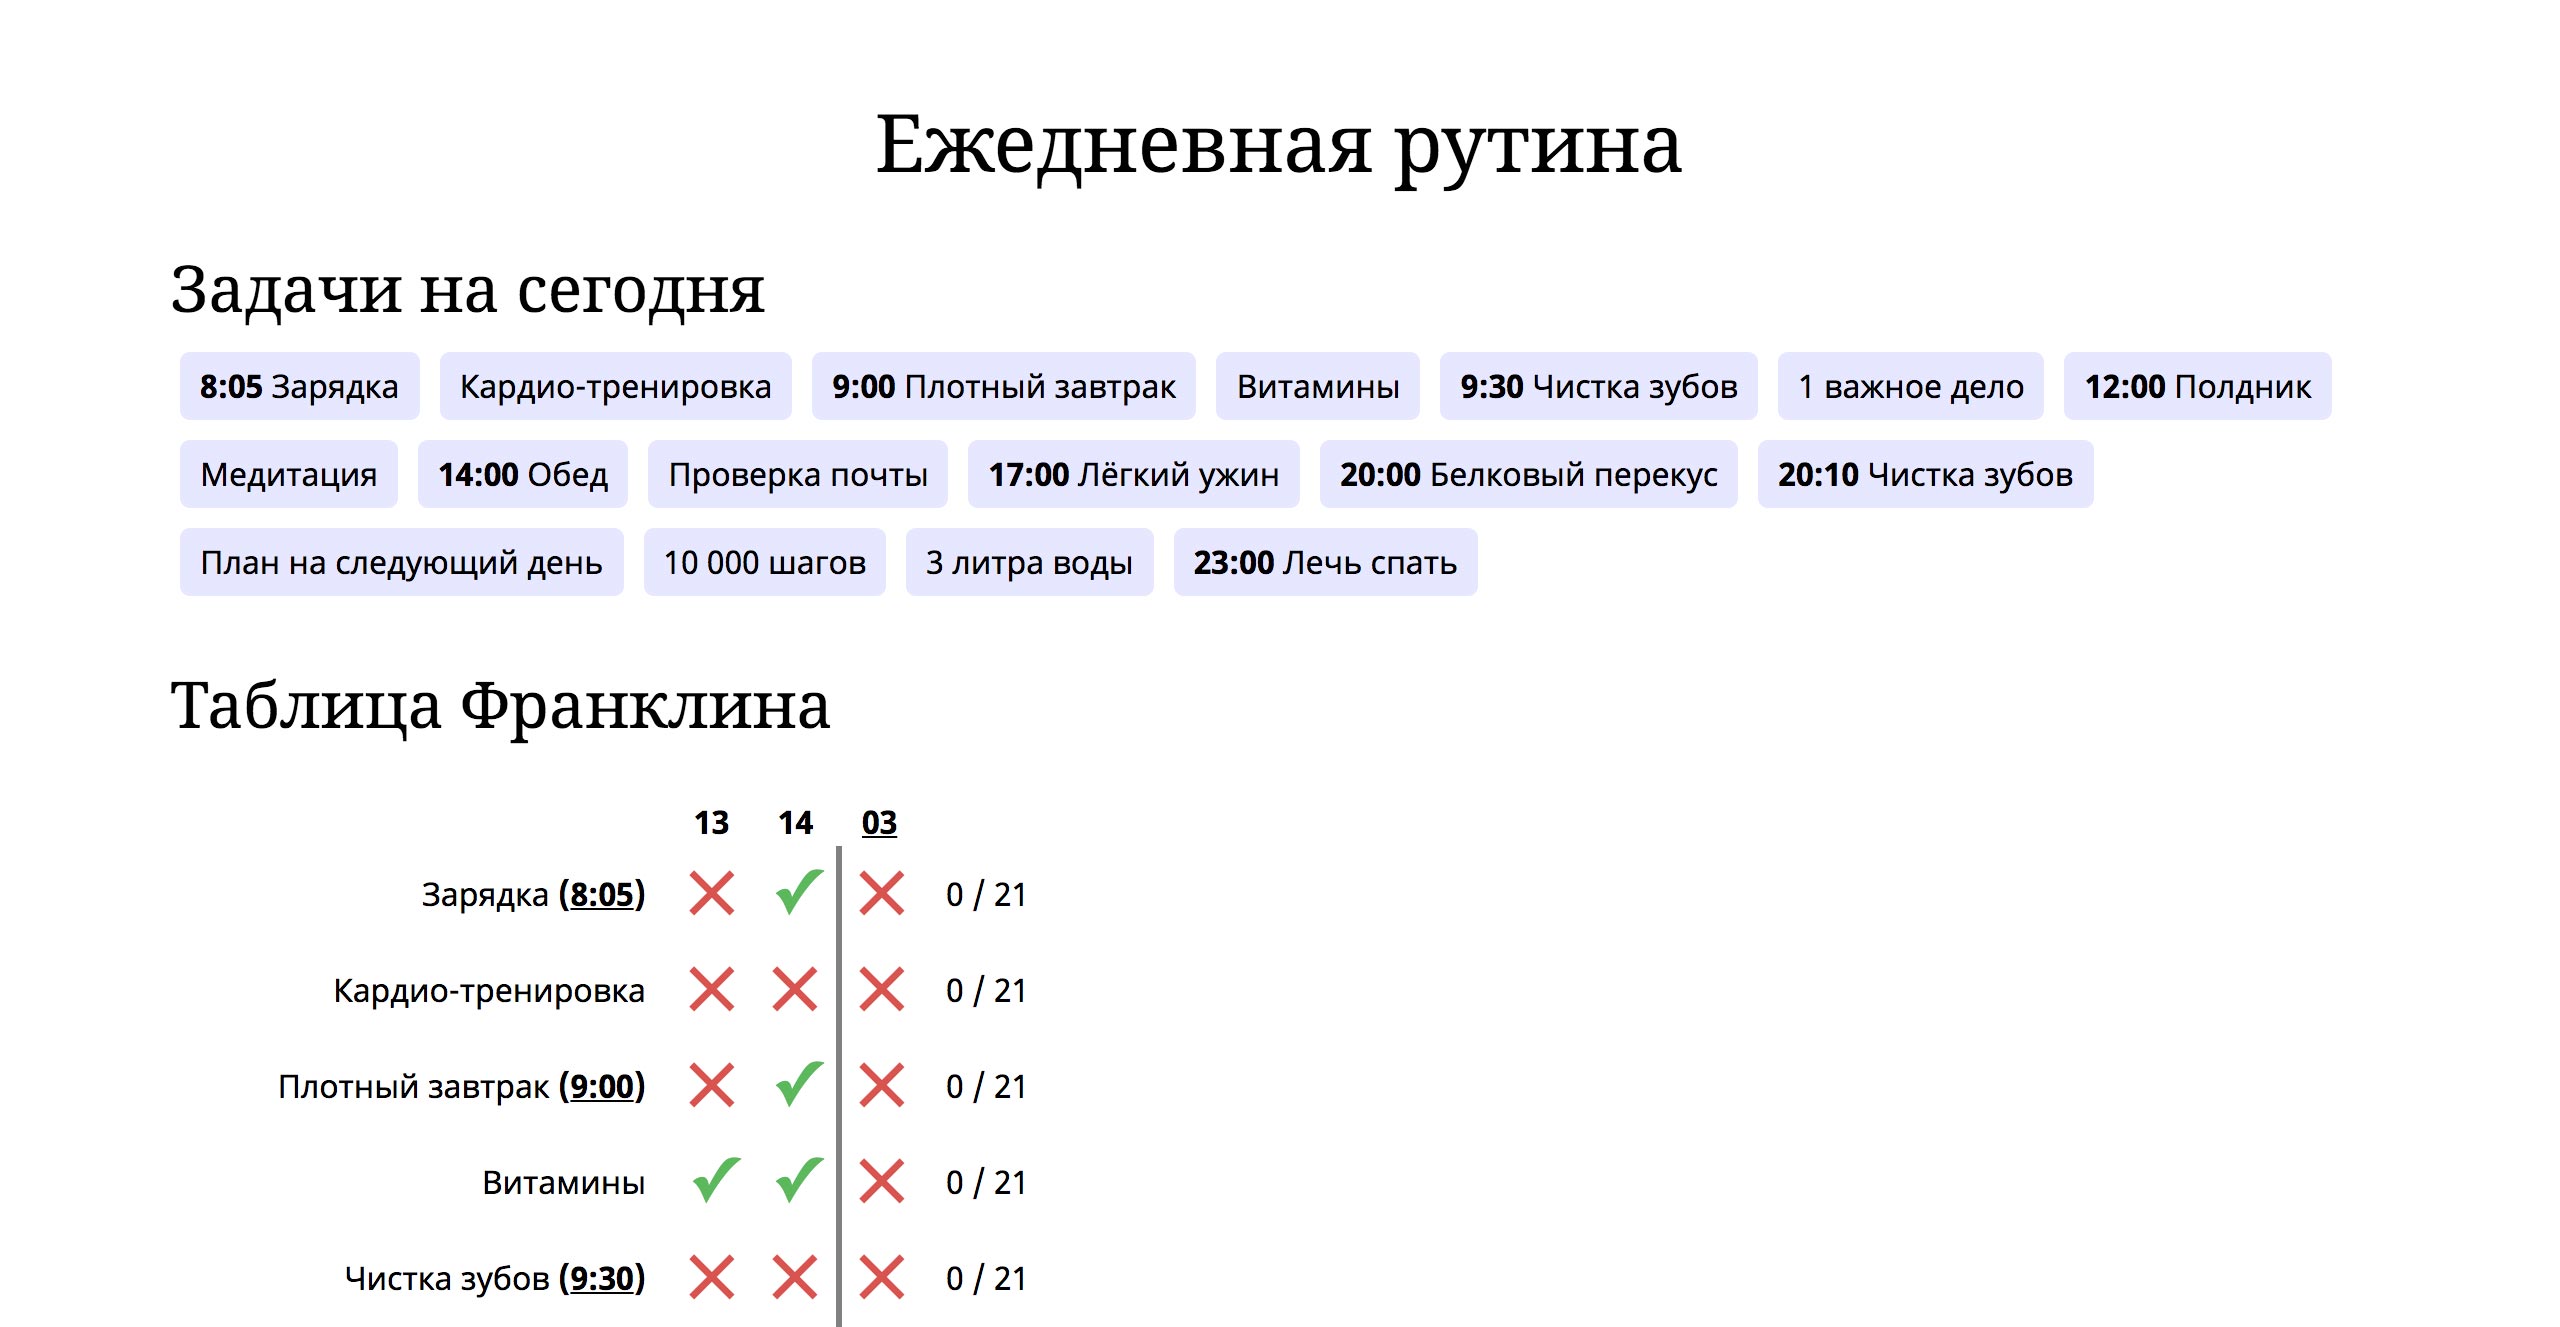 Ежедневная рутина
Задачи на сегодня
8:05 Зарядка Кардио-тренировка 9:00 Плотный завтрак Витамины 9:30 Чистка зубов 1 важное дело 12:00 Полдник
Медитация 14:00 Обед Проверка почты 17:00 Лёгкий ужин 20:00 Белковый перекус 20:10 Чистка зубов
План на следующий день 10 000 шагов 3 литра воды 23:00 Лечь спать
Таблица Франклина
13 14 03
Зарядка (8:05) 0 / 21
Кардио-тренировка 0 / 21
Плотный завтрак (9:00) 0 / 21
Витамины 0 / 21
Чистка зубов (9:30) 0 / 21